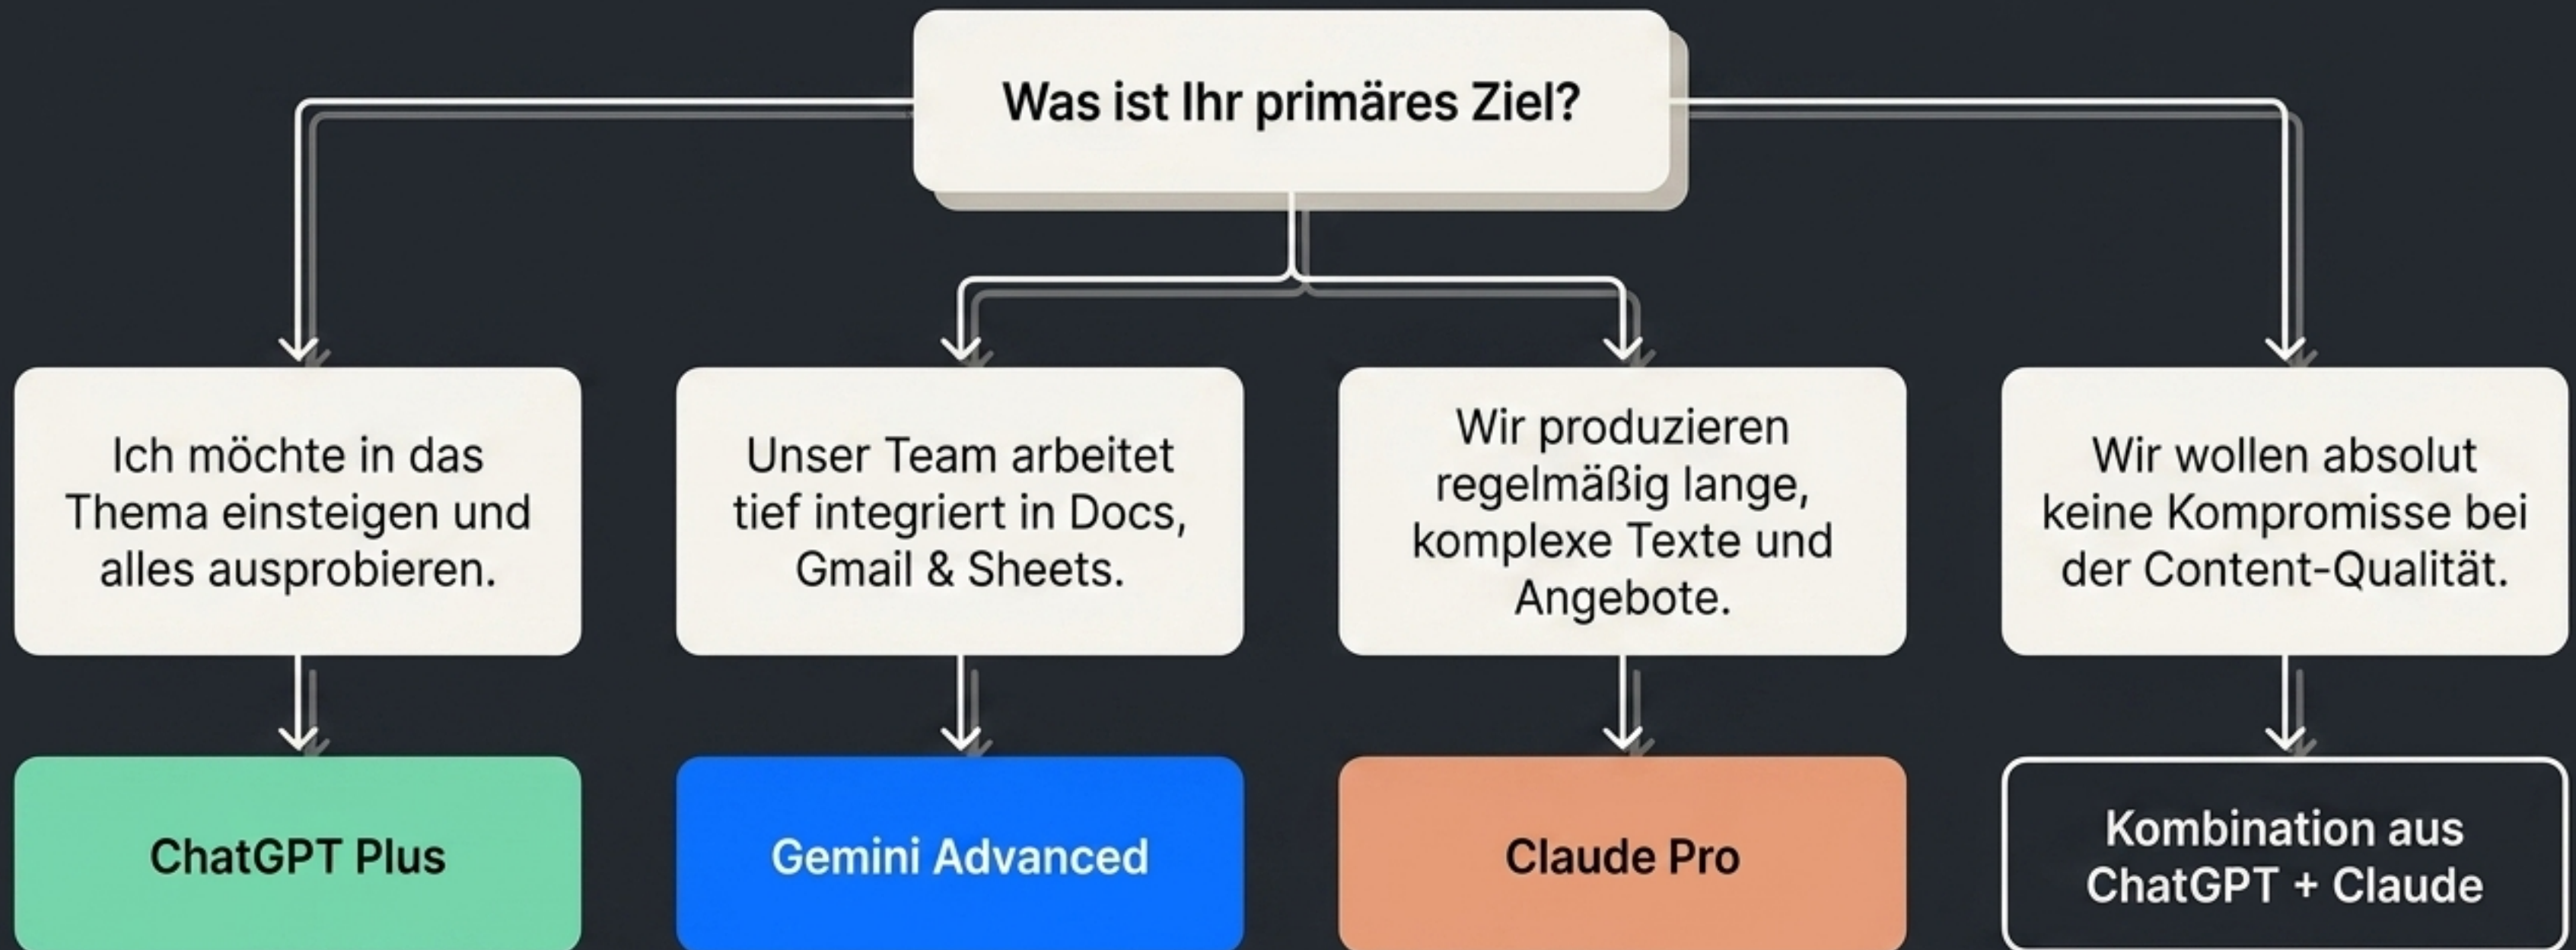 Was ist Ihr primäres Ziel?
Ich möchte in das
Thema einsteigen und
alles ausprobieren.
Unser Team arbeitet
tief integriert in Docs,
Gmail & Sheets.
Wir produzieren
regelmäßig lange,
komplexe Texte und
Angebote.
Wir wollen absolut
keine Kompromisse bei
der Content-Qualität.
ChatGPT Plus
Gemini Advanced
Claude Pro
Kombination aus
ChatGPT + Claude